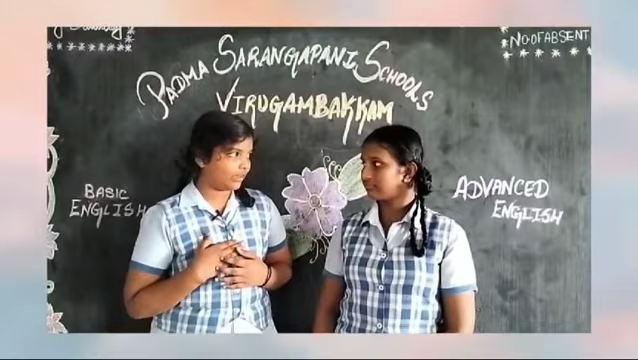 NO OF ABSENT
PADMA SARANGAPANI SCHOOLS
VIRUGAMBAKKAM
BASIC
ENGLISH
ADVANCED
ENGLISH